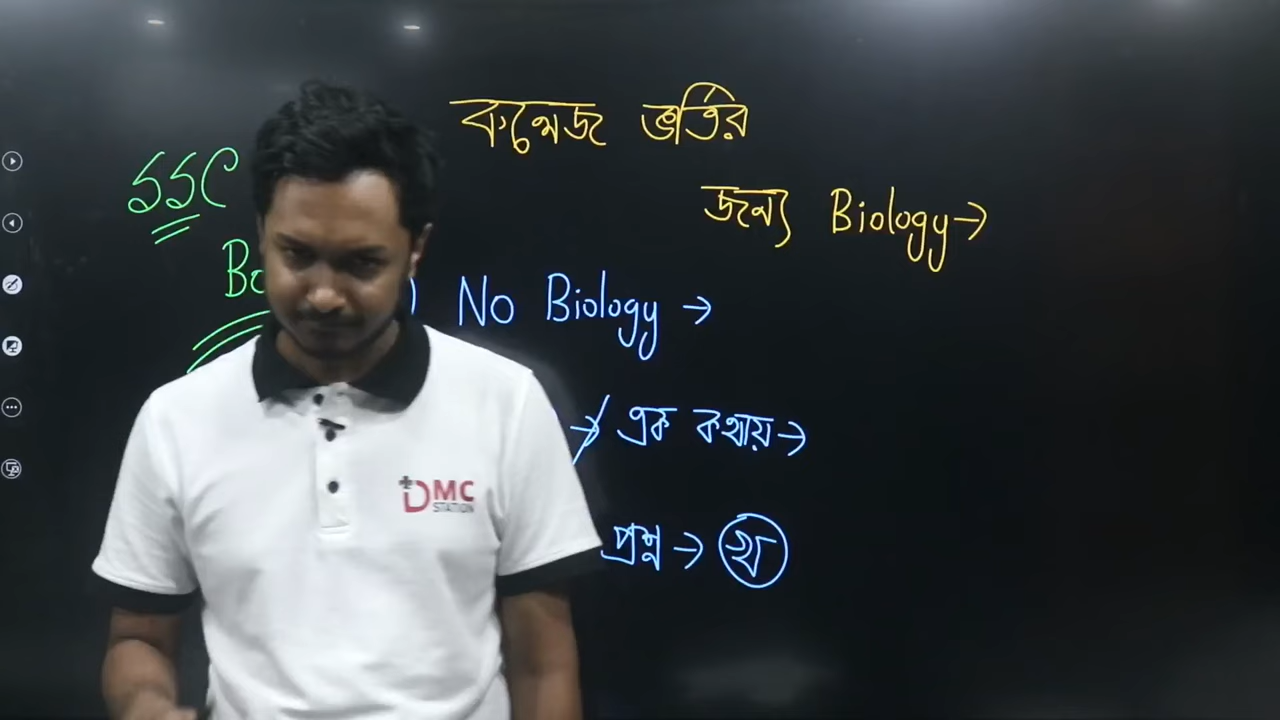 কলেজ ভর্তির
SSC
জন্য Biology→
No Biology →
→ এক কথায়→
প্রশ্ন → খ
DMC
STATION